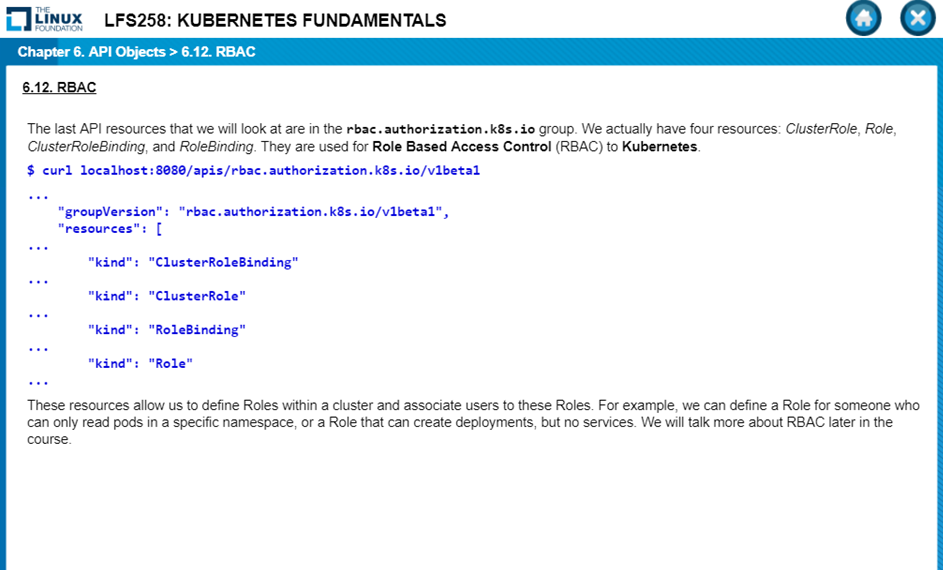 THE
LINUX
FOUNDATION
LFS258: KUBERNETES FUNDAMENTALS
Chapter 6. API Objects > 6.12. RBAC
6.12. RBAC
The last API resources that we will look at are in the rbac.authorization.k8s.io group. We actually have four resources: ClusterRole, Role,
ClusterRoleBinding, and RoleBinding. They are used for Role Based Access Control (RBAC) to Kubernetes.
$ curl localhost:8080/apis/rbac.authorization.k8s.io/v1beta1
...
"groupVersion": "rbac.authorization.k8s.io/v1beta1",
"resources": [
...
"kind": "ClusterRoleBinding"
...
"kind": "ClusterRole"
...
"kind": "RoleBinding"
...
"kind": "Role"
...
These resources allow us to define Roles within a cluster and associate users to these Roles. For example, we can define a Role for someone who
can only read pods in a specific namespace, or a Role that can create deployments, but no services. We will talk more about RBAC later in the
course.